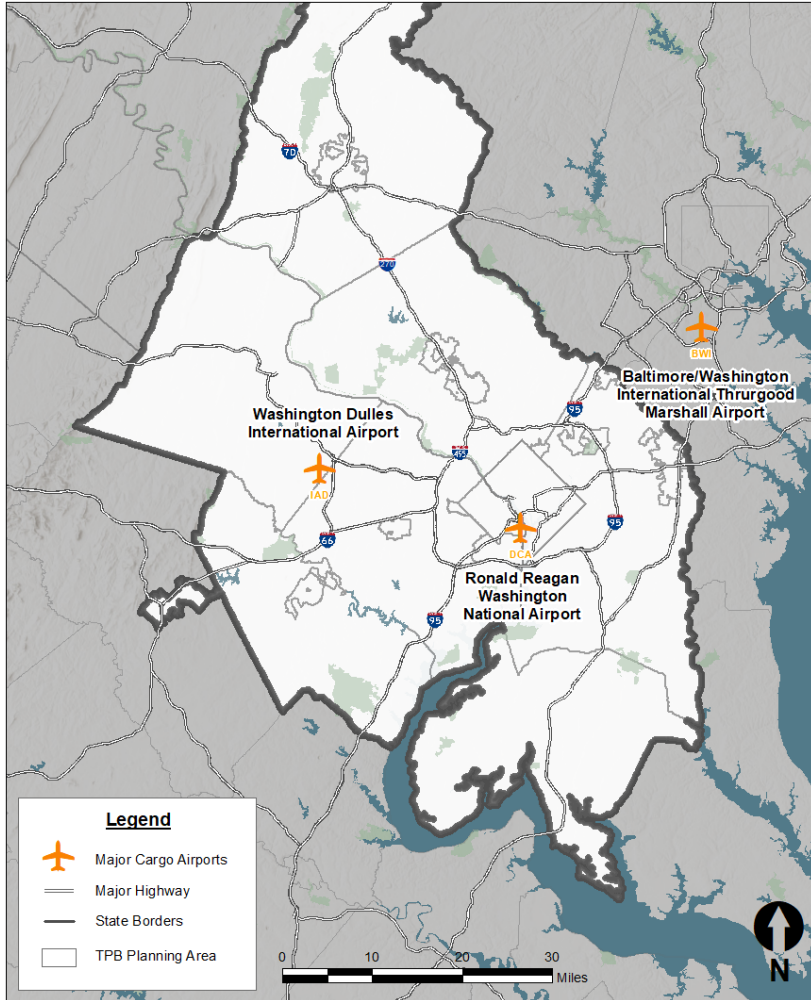 70
270
BWI
Baltimore/Washington
International Thrurgood
Marshall Airport
95
Washington Dulles
International Airport
495
IAD
66
DCA
95
Ronald Reagan
Washington
National Airport
95
Legend
Major Cargo Airports
Major Highway
State Borders
TPB Planning Area
0 10 20 30
Miles
N